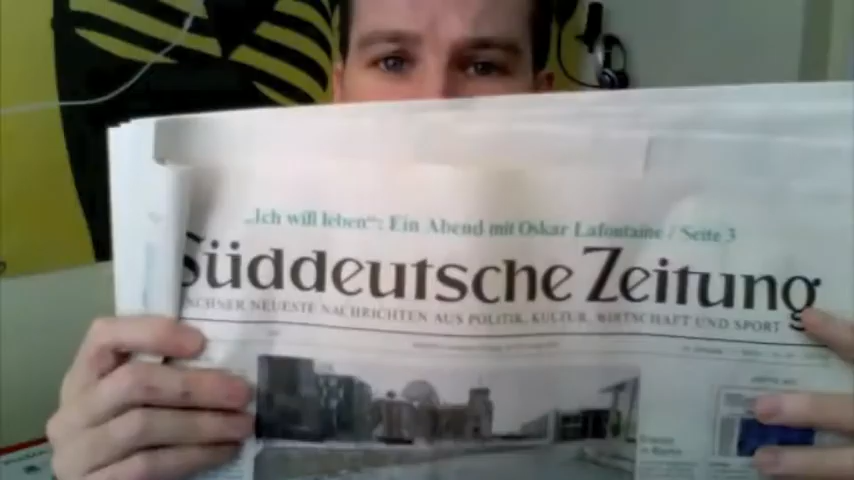 „Ich will leben“: Ein Abend mit Oskar Lafontaine / Seite 3
Süddeutsche Zeitung
NCHNER NEUESTE NACHRICHTEN AUS POLITIK, KULTUR, WIRTSCHAFT UND SPORT